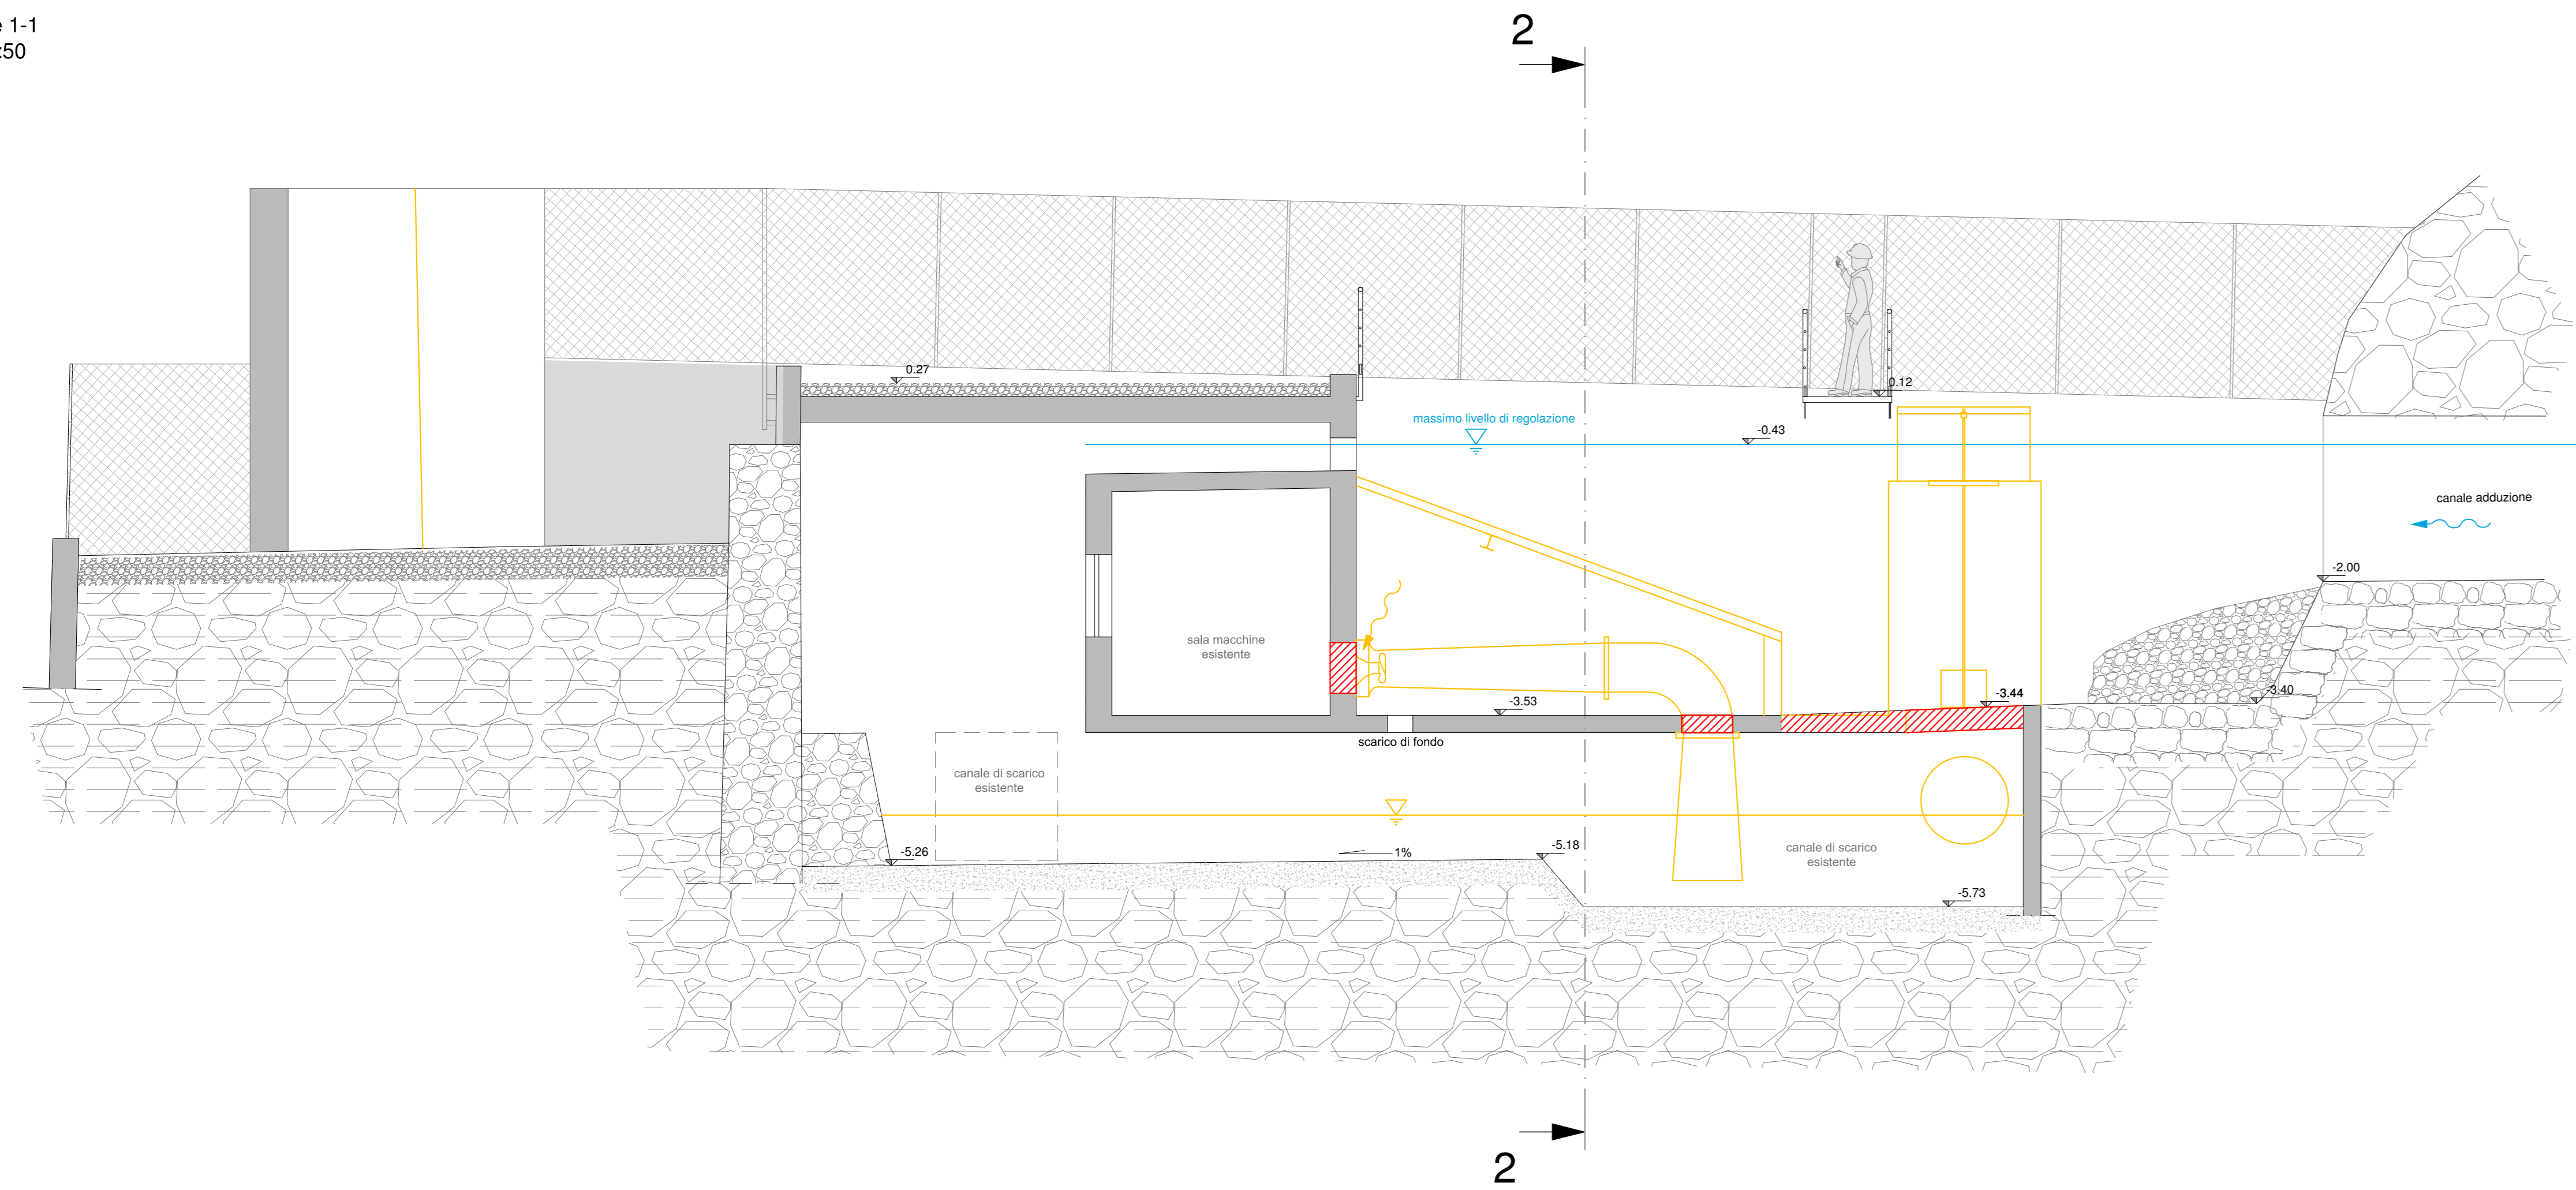 e 1-1
:50
2
0.27
0.12
massimo livello di regolazione
-0.43
canale adduzione
-2.00
sala macchine
esistente
-3.40
-3.44
-3.53
scarico di fondo
canale di scarico
esistente
-5.26
1%
-5.18
canale di scarico
esistente
-5.73
2